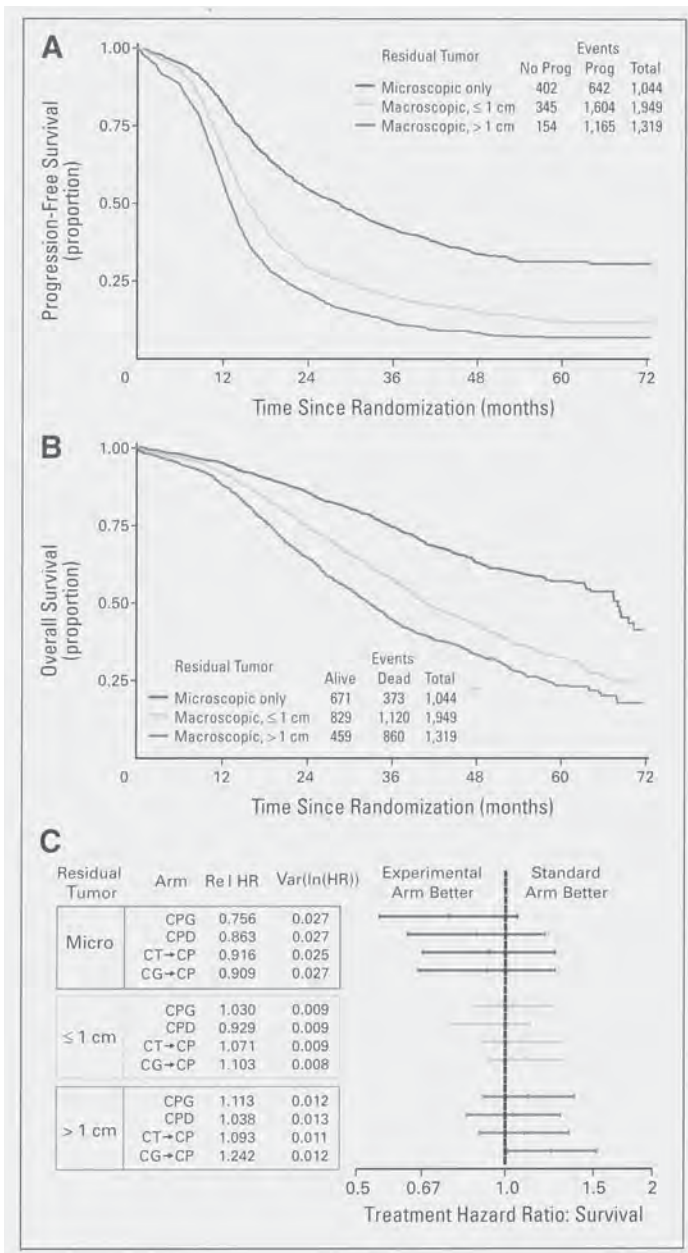 A
1.00
0.75
0.50
0.25
Progression-Free Survival
(proportion)
Residual Tumor
Events
No Prog Prog Total
Microscopic only 402 642 1,044
Macroscopic, ≤ 1 cm 345 1,604 1,949
Macroscopic, > 1 cm 154 1,165 1,319
0 12 24 36 48 60 72
Time Since Randomization (months)
B
1.00
0.75
0.50
0.25
Overall Survival
(proportion)
Residual Tumor
Events
Alive Dead Total
Microscopic only 671 373 1,044
Macroscopic, ≤ 1 cm 829 1,120 1,949
Macroscopic, > 1 cm 459 860 1,319
0 12 24 36 48 60 72
Time Since Randomization (months)
C
Residual
Tumor
Arm Rel HR Var(ln(HR))
Experimental
Arm Better
Standard
Arm Better
Micro
CPG 0.756 0.027
CPD 0.863 0.027
CT→CP 0.916 0.025
CG→CP 0.909 0.027
≤ 1 cm
CPG 1.030 0.009
CPD 0.929 0.009
CT→CP 1.071 0.009
CG→CP 1.103 0.008
> 1 cm
CPG 1.113 0.012
CPD 1.038 0.013
CT→CP 1.093 0.011
CG→CP 1.242 0.012
0.5 0.67 1.0 1.5 2
Treatment Hazard Ratio: Survival